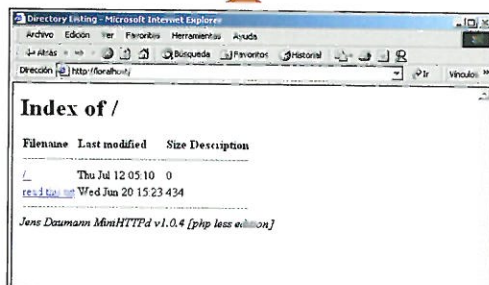 Directory Listing - Microsoft Internet Explorer
Archivo Edición Ver Favoritos Herramientas Ayuda
Atrás Búsqueda Favoritos Historial
Dirección Ir Vínculos »
Index of /
Filename Last modified Size Description
/ Thu Jul 12 05:10 0
Wed Jun 20 15:23 434
Jens Daumann MiniHTTPd v1.0.4 [php less edition]